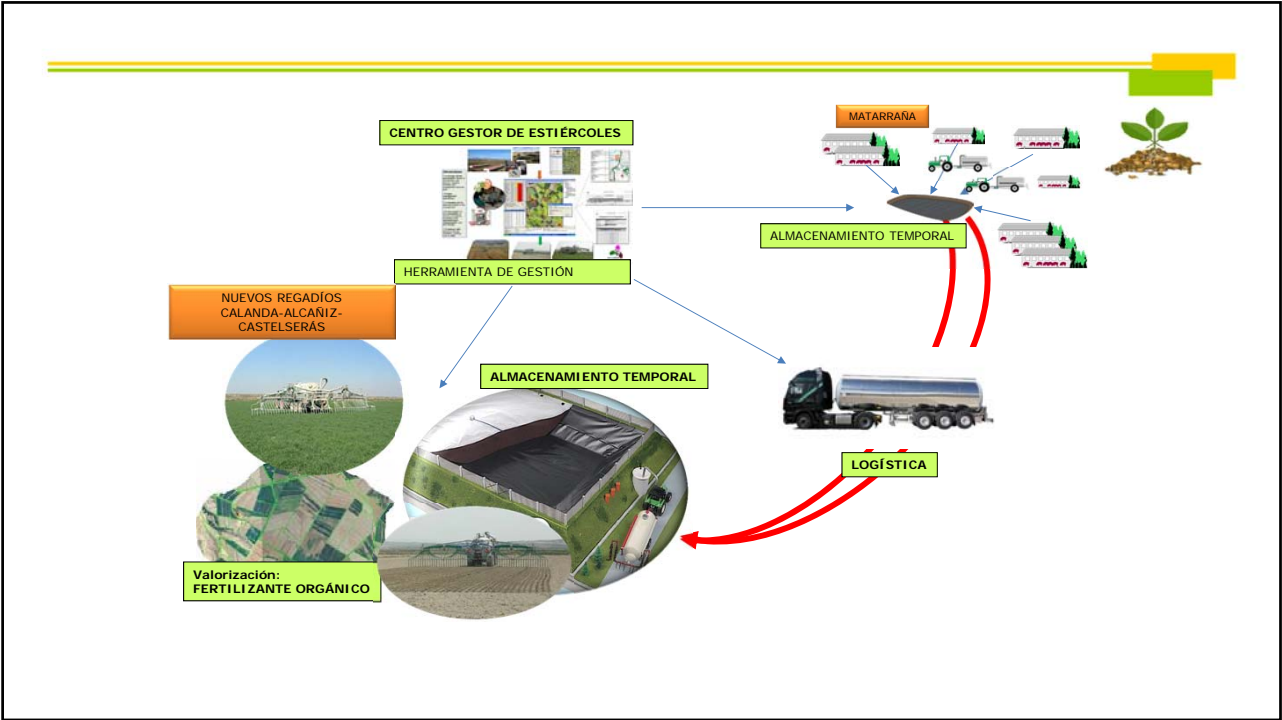 CENTRO GESTOR DE ESTIÉRCOLES
MATARRAÑA
ALMACENAMIENTO TEMPORAL
HERRAMIENTA DE GESTIÓN
NUEVOS REGADÍOS
CALANDA-ALCAÑIZ-
CASTELSERÁS
ALMACENAMIENTO TEMPORAL
LOGÍSTICA
Valorización:
FERTILIZANTE ORGÁNICO